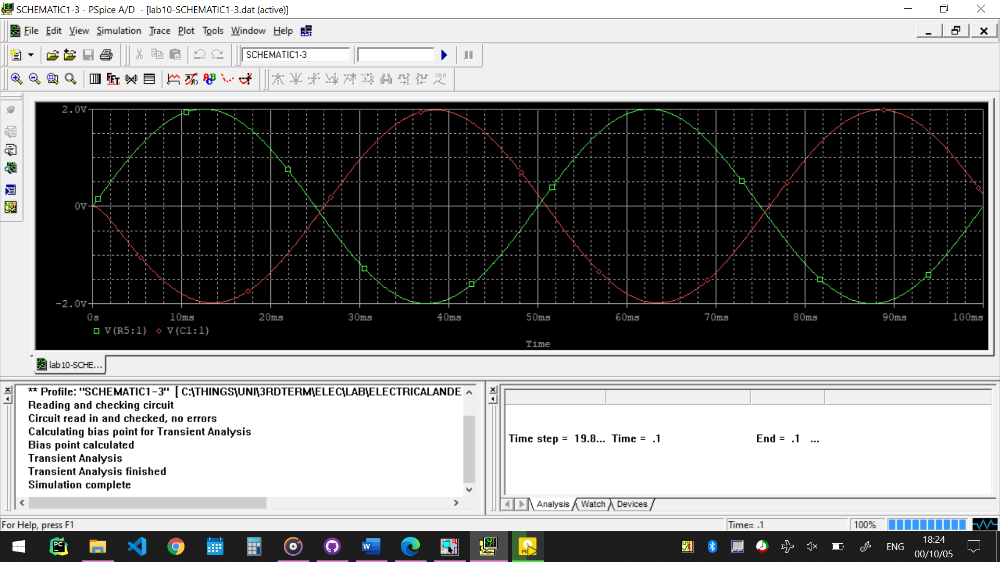 SCHEMATIC1-3 - PSpice A/D - [lab10-SCHEMATIC1-3.dat (active)]
File Edit View Simulation Trace Plot Tools Window Help
SCHEMATIC1-3
2.0V
0V
-2.0V
0s 10ms 20ms 30ms 40ms 50ms 60ms 70ms 80ms 90ms 100ms
V(R5:1) V(C1:1)
Time
lab10-SCHE...
** Profile: "SCHEMATIC1-3" [ C:\THINGS\UNI\3RDTERM\ELEC\LAB\ELECTRICALANDE
Reading and checking circuit
Circuit read in and checked, no errors
Calculating bias point for Transient Analysis
Bias point calculated
Transient Analysis
Transient Analysis finished
Simulation complete
Time step = 19.8... Time = .1 End = .1 ...
Analysis Watch Devices
For Help, press F1
Time= .1 100%
ENG
18:24
00/10/05